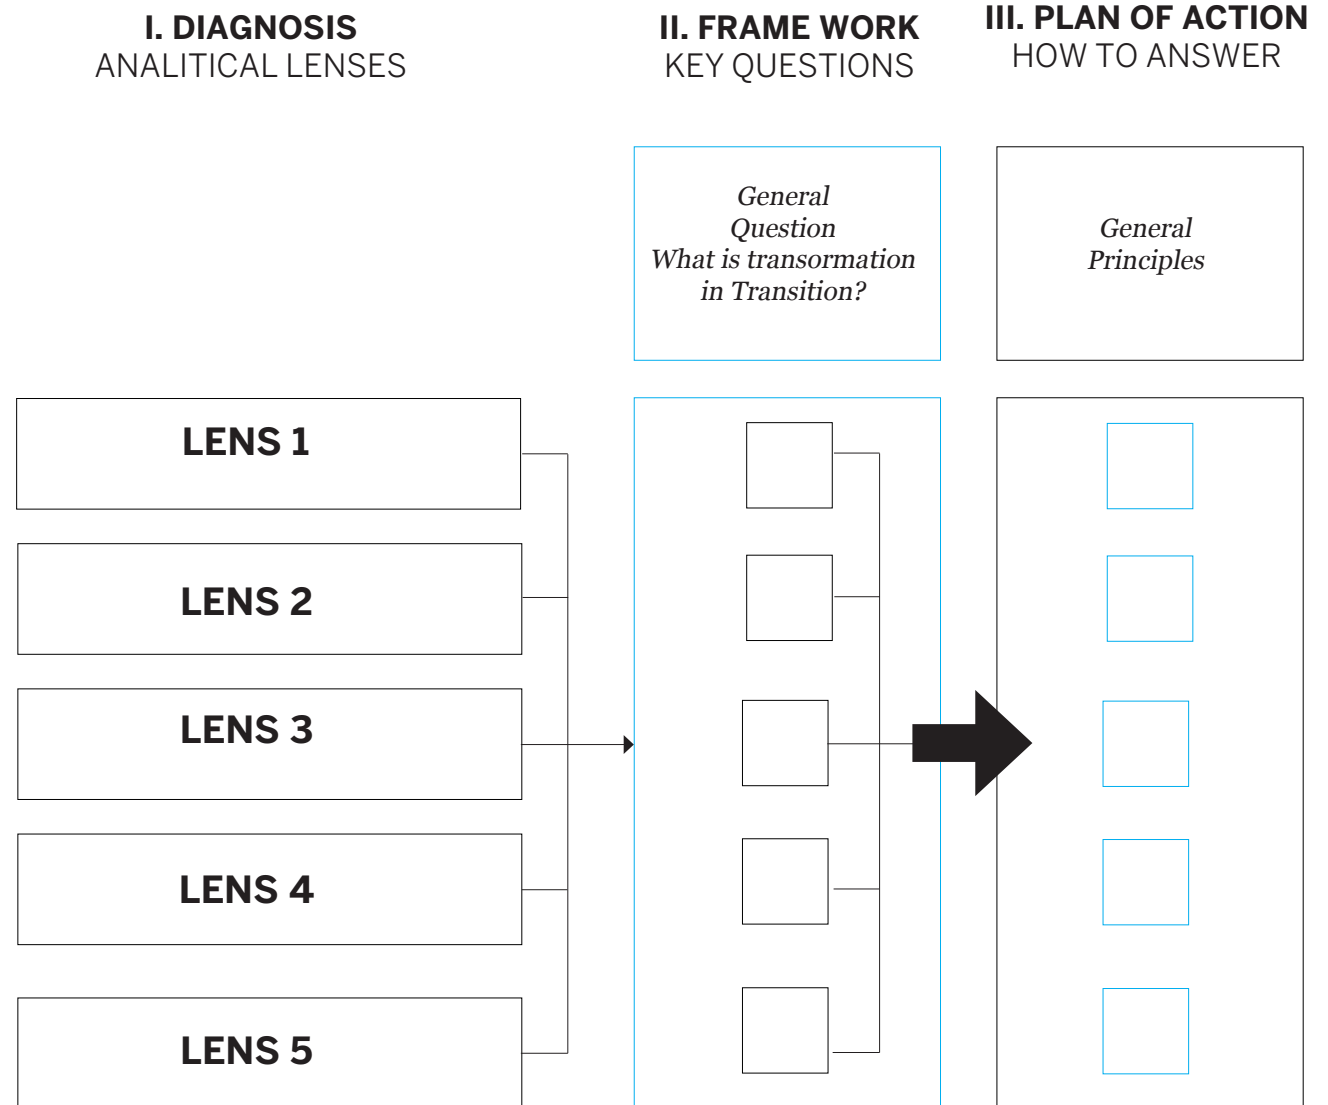 I. DIAGNOSIS
ANALITICAL LENSES
II. FRAME WORK
KEY QUESTIONS
III. PLAN OF ACTION
HOW TO ANSWER
General
Question
What is transormation
in Transition?
General
Principles
LENS 1
LENS 2
LENS 3
LENS 4
LENS 5